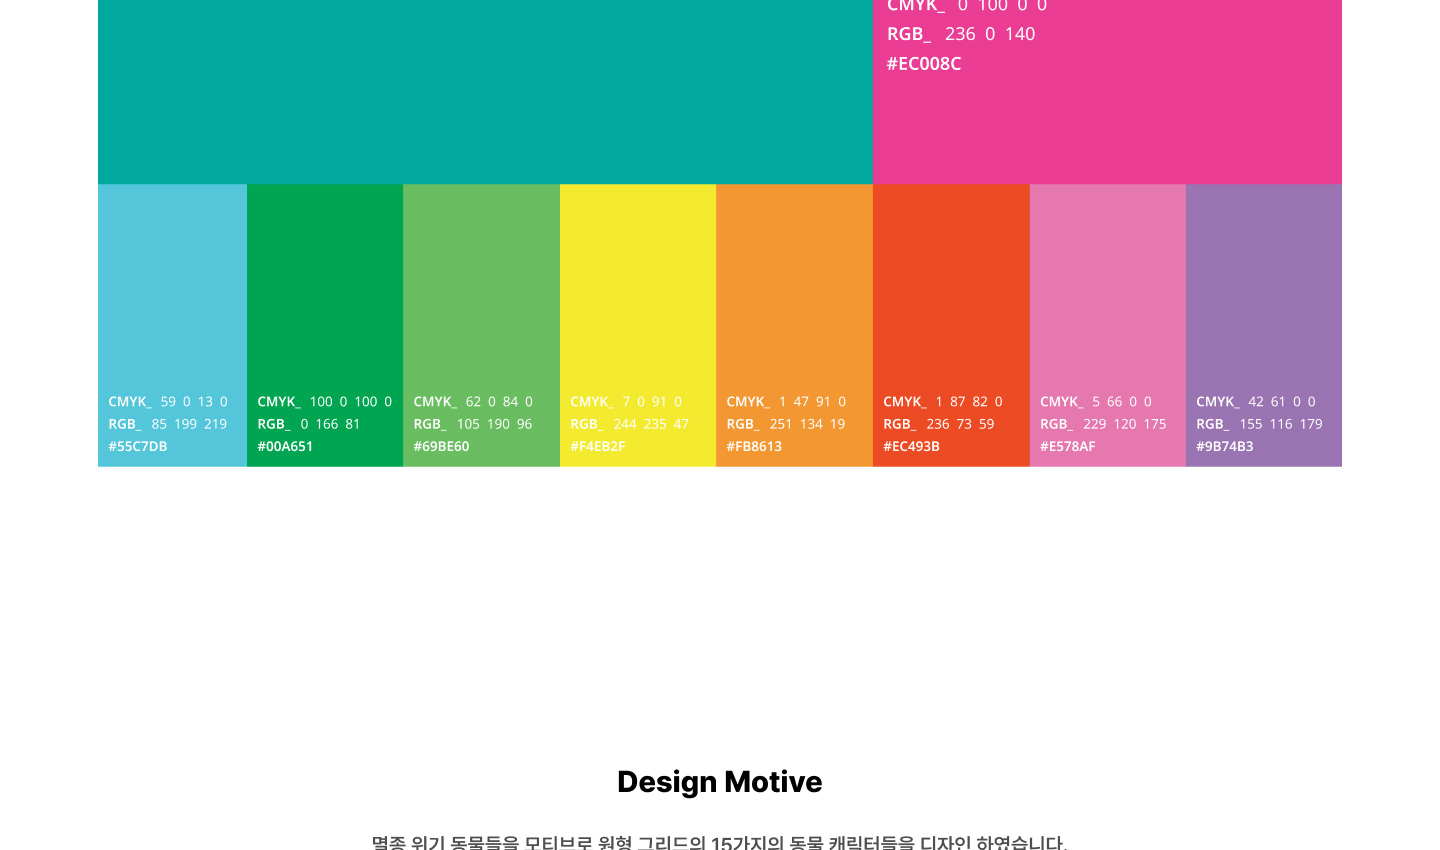 CMYK_ 0 100 0 0
RGB_ 236 0 140
#EC008C
CMYK_ 59 0 13 0
RGB_ 85 199 219
#55C7DB
CMYK_ 100 0 100 0
RGB_ 0 166 81
#00A651
CMYK_ 62 0 84 0
RGB_ 105 190 96
#69BE60
CMYK_ 7 0 91 0
RGB_ 244 235 47
#F4EB2F
CMYK_ 1 47 91 0
RGB_ 251 134 19
#FB8613
CMYK_ 1 87 82 0
RGB_ 236 73 59
#EC493B
CMYK_ 5 66 0 0
RGB_ 229 120 175
#E578AF
CMYK_ 42 61 0 0
RGB_ 155 116 179
#9B74B3
Design Motive
멸종 위기 동물들을 모티브로 원형 그리드의 15가지의 동물 캐릭터들을 디자인 하였습니다.